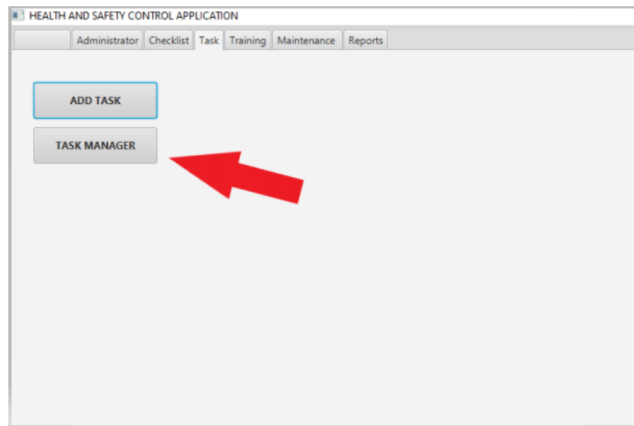 HEALTH AND SAFETY CONTROL APPLICATION
Administrator Checklist Task Training Maintenance Reports
ADD TASK
TASK MANAGER